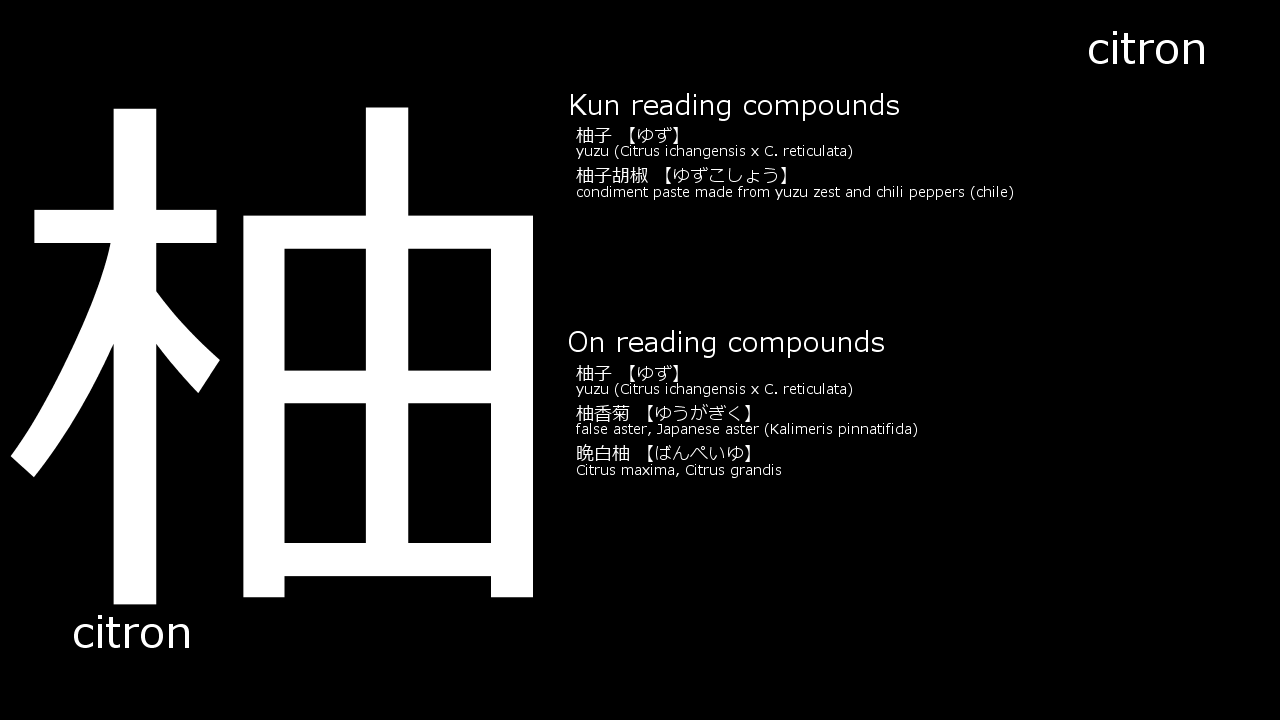 citron
柚
Kun reading compounds
柚子 【ゆず】
yuzu (Citrus ichangensis x C. reticulata)
柚子胡椒 【ゆずこしょう】
condiment paste made from yuzu zest and chili peppers (chile)
On reading compounds
柚子 【ゆず】
yuzu (Citrus ichangensis x C. reticulata)
柚香菊 【ゆうがぎく】
false aster, Japanese aster (Kalimeris pinnatifida)
晩白柚 【ばんぺいゆ】
Citrus maxima, Citrus grandis
citron